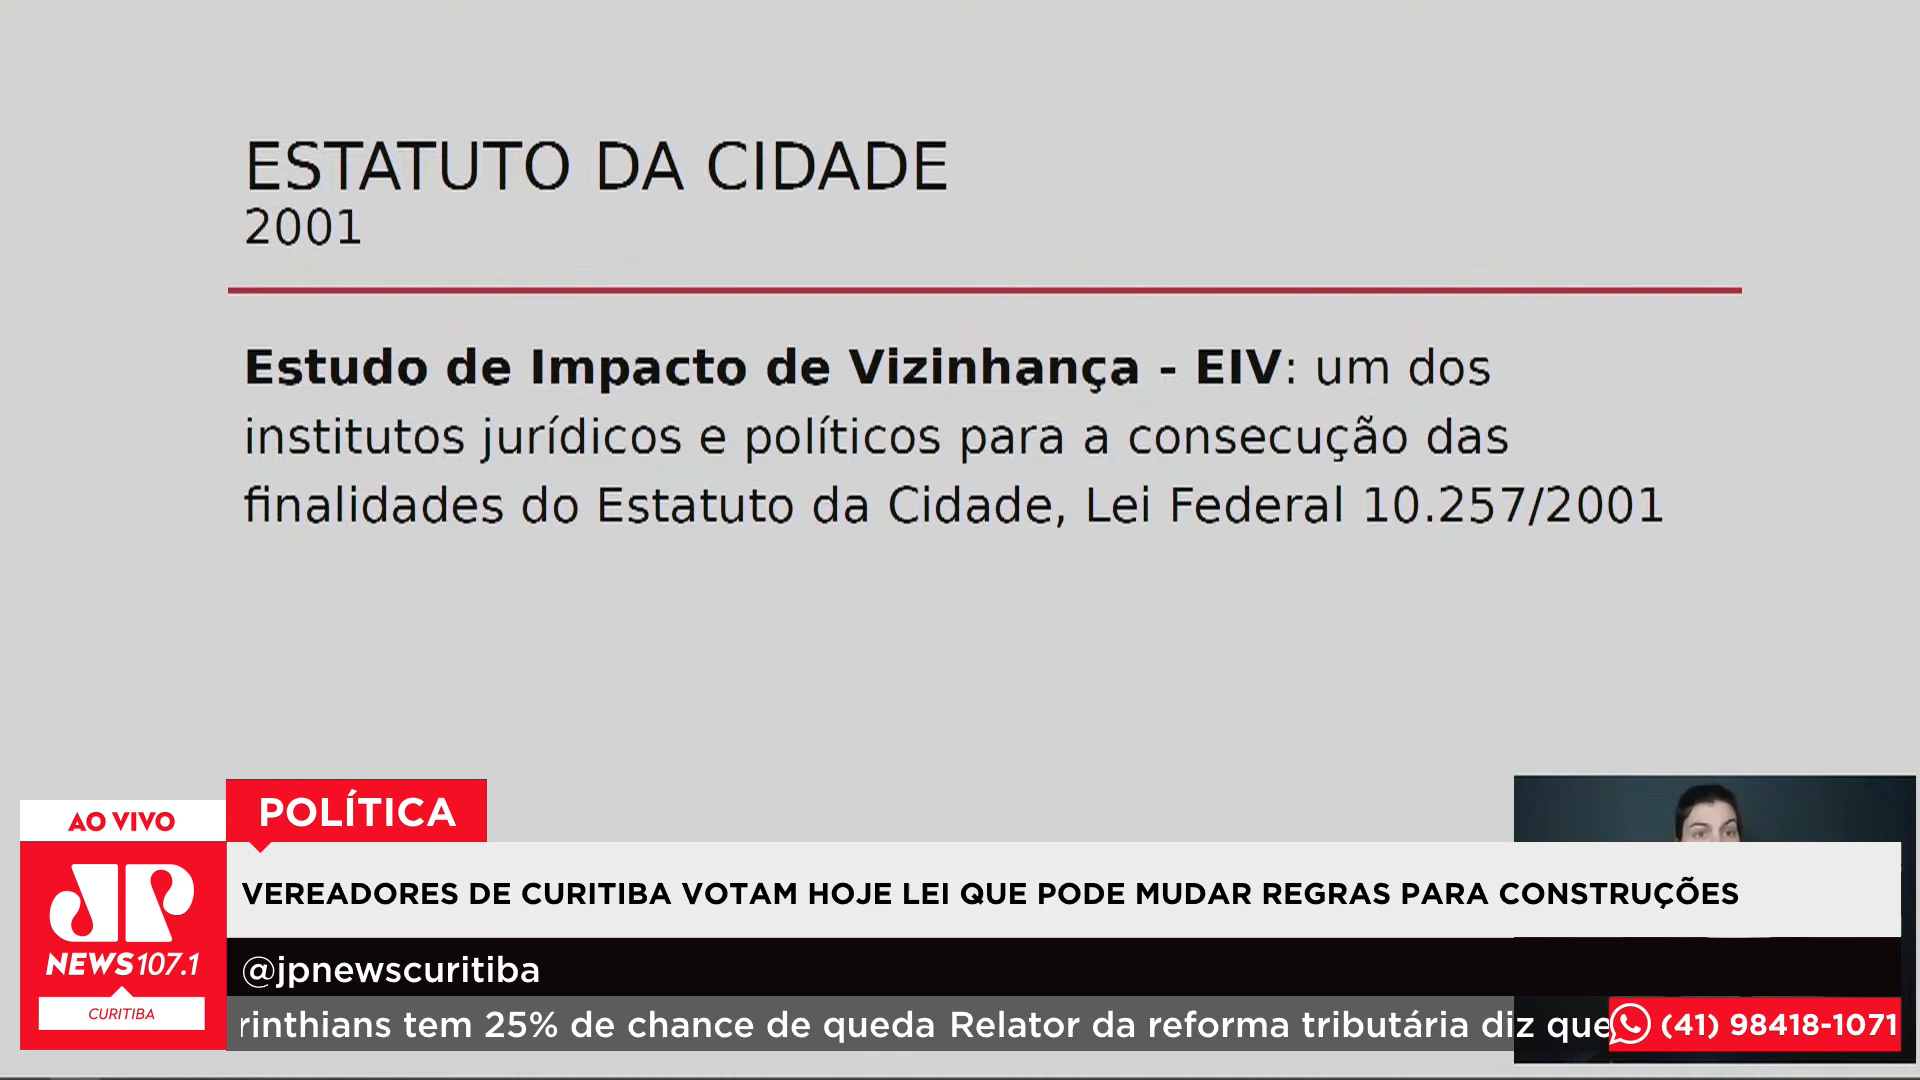 ESTATUTO DA CIDADE
2001
Estudo de Impacto de Vizinhança - EIV: um dos
institutos jurídicos e políticos para a consecução das
finalidades do Estatuto da Cidade, Lei Federal 10.257/2001
POLÍTICA
AO VIVO
JP
NEWS 107.1
CURITIBA
VEREADORES DE CURITIBA VOTAM HOJE LEI QUE PODE MUDAR REGRAS PARA CONSTRUÇÕES
@jpnewscuritiba
rinthians tem 25% de chance de queda Relator da reforma tributária diz que
(41) 98418-1071